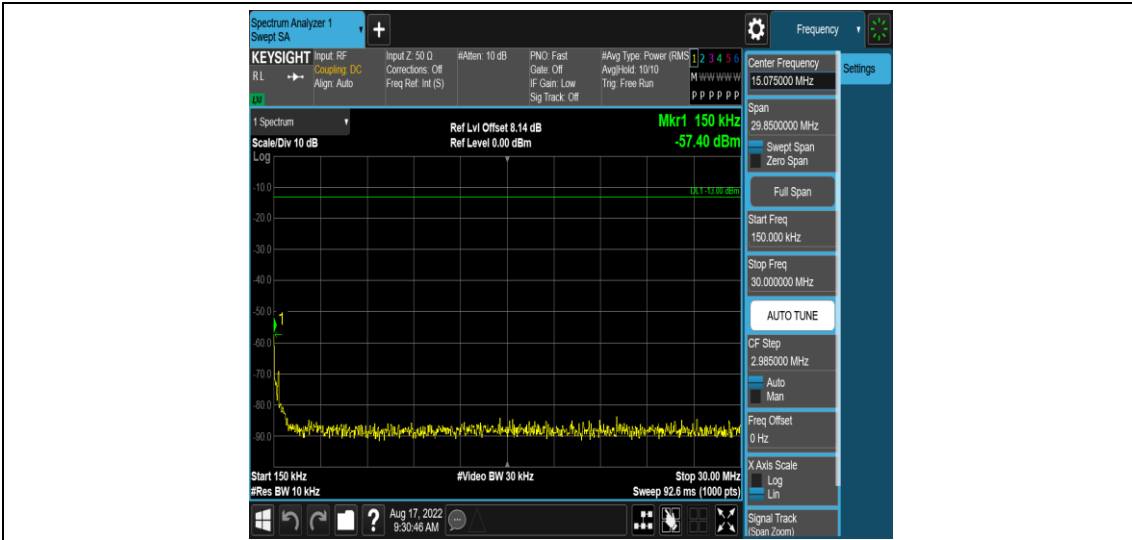 Spectrum Analyzer 1
Swept SA
+
Frequency
KEYSIGHT
RL
LXI
Input: RF
Coupling: DC
Align: Auto
Input Z: 50 Ω
Corrections: Off
Freq Ref: Int (S)
#Atten: 10 dB
PNO: Fast
Gate: Off
IF Gain: Low
Sig Track: Off
#Avg Type: Power (RMS
Avg|Hold: 10/10
Trig: Free Run
1 2 3 4 5 6
M W W W W W
P P P P P P
1 Spectrum
Scale/Div 10 dB
Log
Ref Lvl Offset 8.14 dB
Ref Level 0.00 dBm
Mkr1 150 kHz
-57.40 dBm
DL1 -13.00 dBm
-10.0
-20.0
-30.0
-40.0
-50.0
1
-60.0
-70.0
-80.0
-90.0
Start 150 kHz
#Video BW 30 kHz
Stop 30.00 MHz
#Res BW 10 kHz
Sweep 92.6 ms (1000 pts)
?
Aug 17, 2022
9:30:46 AM
Center Frequency
15.075000 MHz
Settings
Span
29.8500000 MHz
Swept Span
Zero Span
Full Span
Start Freq
150.000 kHz
Stop Freq
30.000000 MHz
AUTO TUNE
CF Step
2.985000 MHz
Auto
Man
Freq Offset
0 Hz
X Axis Scale
Log
Lin
Signal Track
(Span Zoom)